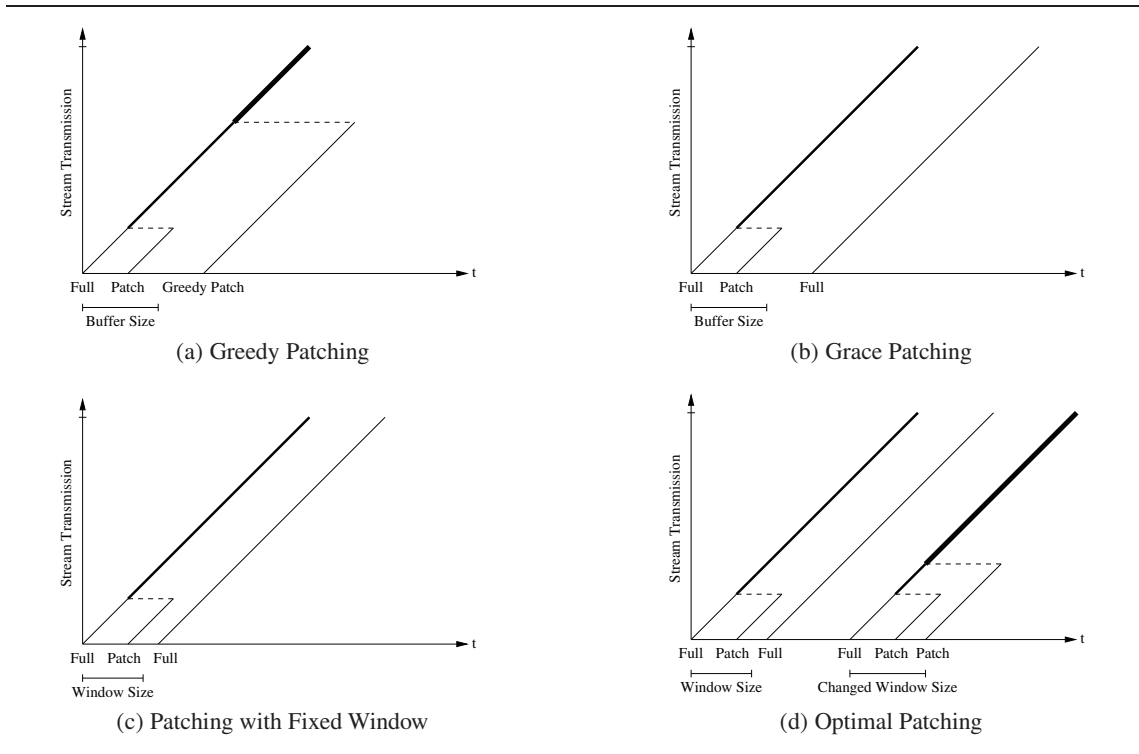 Stream Transmission
t
Full Patch Greedy Patch
Buffer Size
(a) Greedy Patching
Stream Transmission
t
Full Patch Full
Buffer Size
(b) Grace Patching
Stream Transmission
t
Full Patch Full
Window Size
(c) Patching with Fixed Window
Stream Transmission
t
Full Patch Full Full Patch Patch
Window Size Changed Window Size
(d) Optimal Patching